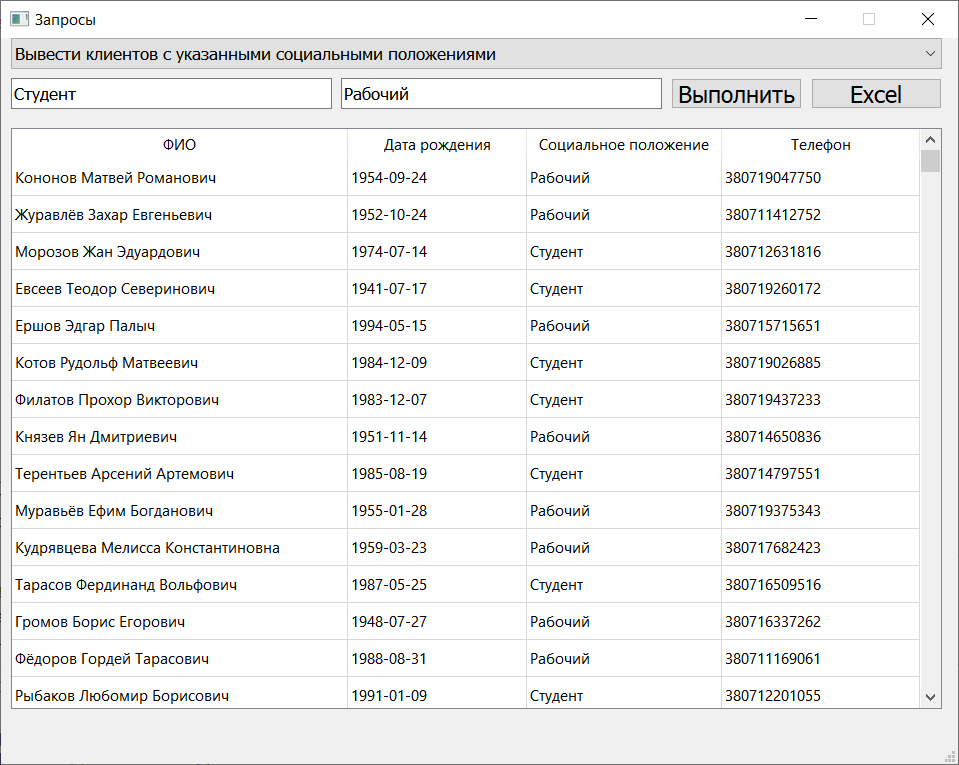 Запросы
Вывести клиентов с указанными социальными положениями
Студент Рабочий Выполнить Excel
ФИО Дата рождения Социальное положение Телефон
Кононов Матвей Романович 1954-09-24 Рабочий 380719047750
Журавлёв Захар Евгеньевич 1952-10-24 Рабочий 380711412752
Морозов Жан Эдуардович 1974-07-14 Студент 380712631816
Евсеев Теодор Северинович 1941-07-17 Студент 380719260172
Ершов Эдгар Палыч 1994-05-15 Рабочий 380715715651
Котов Рудольф Матвеевич 1984-12-09 Студент 380719026885
Филатов Прохор Викторович 1983-12-07 Студент 380719437233
Князев Ян Дмитриевич 1951-11-14 Рабочий 380714650836
Терентьев Арсений Артемович 1985-08-19 Студент 380714797551
Муравьёв Ефим Богданович 1955-01-28 Рабочий 380719375343
Кудрявцева Мелисса Константиновна 1959-03-23 Рабочий 380717682423
Тарасов Фердинанд Вольфович 1987-05-25 Студент 380716509516
Громов Борис Егорович 1948-07-27 Рабочий 380716337262
Фёдоров Гордей Тарасович 1988-08-31 Рабочий 380711169061
Рыбаков Любомир Борисович 1991-01-09 Студент 380712201055